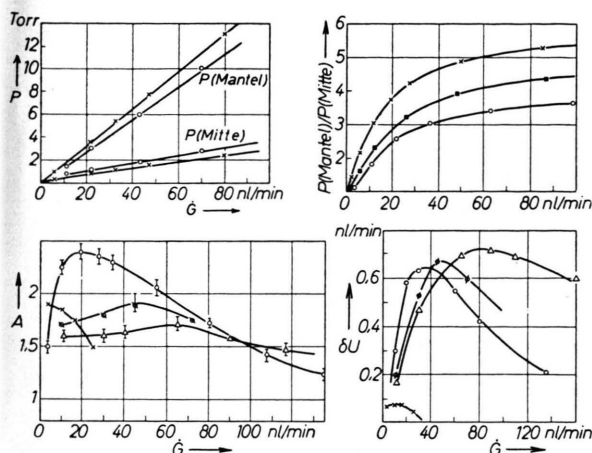 Torr
14
12
10
8
6
4
2
P
P(Mantel)
P(Mitte)
0 20 40 60 80 nl/min
Ġ
6
5
4
3
2
1
P(Mantel)/P(Mitte)
0 20 40 60 80 nl/min
2
1.5
1
A
0 20 40 60 80 100 nl/min
Ġ
nl/min
0,6
0,4
0,2
δU
0 40 80 120 nl/min
Ġ